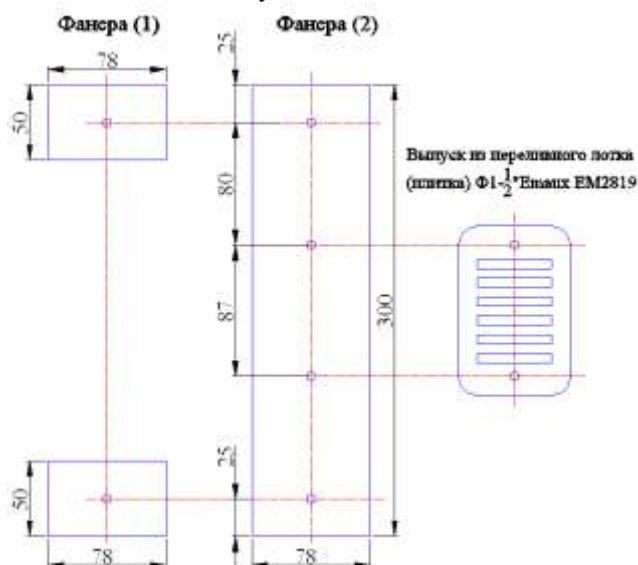 Фанера (1)
Фанера (2)
78
25
50
80
Выпуск из переливного лотка
(плитка) Ф1-1/2"Emaux EM2819
87
300
50
25
78
78